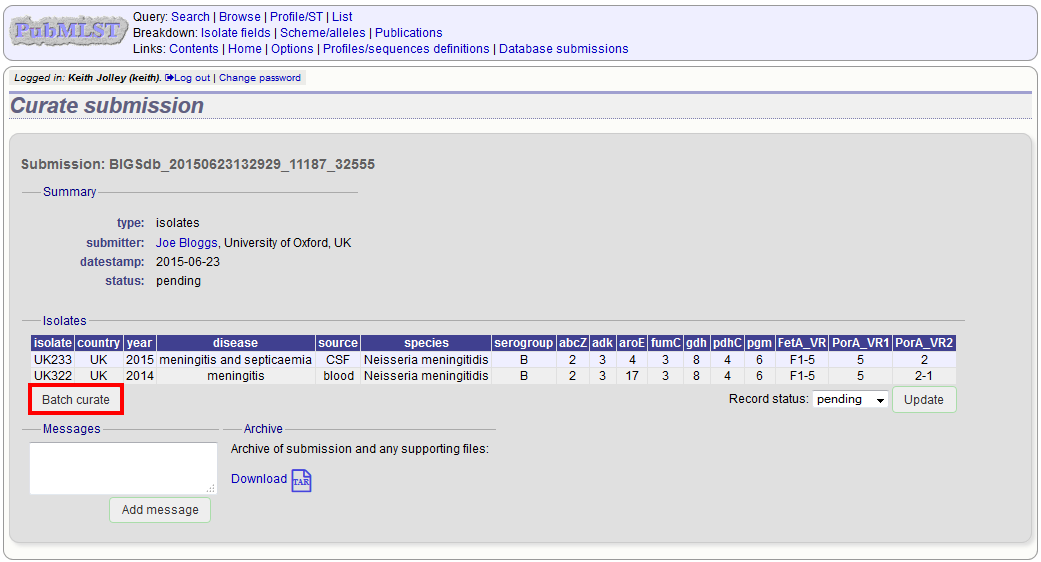 PubMLST
Query: Search | Browse | Profile/ST | List
Breakdown: Isolate fields | Scheme/alleles | Publications
Links: Contents | Home | Options | Profiles/sequences definitions | Database submissions
Logged in: Keith Jolley (keith). Log out | Change password
Curate submission
Submission: BIGSdb_20150623132929_11187_32555
Summary
type: isolates
submitter: Joe Bloggs, University of Oxford, UK
datestamp: 2015-06-23
status: pending
Isolates
isolate country year disease source species serogroup abcZ adk aroE fumC gdh pdhC pgm FetA_VR PorA_VR1 PorA_VR2
UK233 UK 2015 meningitis and septicaemia CSF Neisseria meningitidis B 2 3 4 3 8 4 6 F1-5 5 2
UK322 UK 2014 meningitis blood Neisseria meningitidis B 2 3 17 3 8 4 6 F1-5 5 2-1
Batch curate Record status: pending Update
Messages Archive
Archive of submission and any supporting files:
Download TAR
Add message